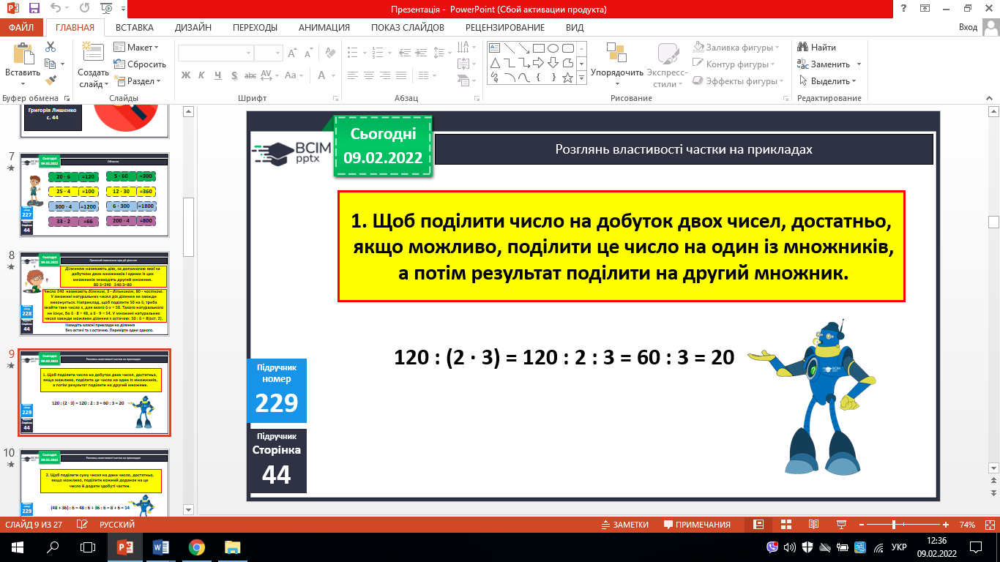 Презентація - PowerPoint (Сбой активации продукта)
ФАЙЛ ГЛАВНАЯ ВСТАВКА ДИЗАЙН ПЕРЕХОДЫ АНИМАЦИЯ ПОКАЗ СЛАЙДОВ РЕЦЕНЗИРОВАНИЕ ВИД Вход
Вставить
Создать слайд
Макет
Сбросить
Раздел
Ж К Ч S abc AV Aa А
Упорядочить
Экспресс-стили
Заливка фигуры
Контур фигуры
Эффекты фигуры
Найти
Заменить
Выделить
Буфер обмена Слайды Шрифт Абзац Рисование Редактирование
Григорія Лишенко
с. 44
7
Сьогодні
09.02.2022
20 · 6 =120 5 · 60 =300
25 · 4 =100 12 · 30 =360
300 · 4 =1200 6 · 300 =1800
33 · 2 =66 200 · 4 =800
227
44
8
Сьогодні
09.02.2022
Діленням називають дію, за допомогою якої за
добутком двох множників і одним із цих
множників знаходять другий множник.
80·3=240 240:3=80
Число 240 називають діленим, 3 - дільником, 80 - часткою.
У множині натуральних чисел дія ділення не завжди
виконується. Наприклад, щоб поділити 50 на 6, треба
знайти таке число х, для якого 6·х = 50. Такого натурального
не існує, бо 6 · 8 = 48, а 6 · 9 = 54. У множині натуральних
чисел завжди можливе ділення з остачею: 50 : 6 = 8(ост. 2).
Наведіть власні приклади на ділення
без остачі та з остачею. Перевірте одне одного.
228
44
9
Сьогодні
09.02.2022
Розглянь властивості частки на прикладах
1. Щоб поділити число на добуток двох чисел, достатньо,
якщо можливо, поділити це число на один із множників,
а потім результат поділити на другий множник.
120 : (2 · 3) = 120 : 2 : 3 = 60 : 3 = 20
229
44
10
Сьогодні
09.02.2022
Розглянь властивості частки на прикладах
2. Щоб поділити суму чисел на дане число, достатньо,
якщо можливо, поділити кожний доданок на це
число й додати здобуті частки.
(48 + 36) : 6 = 48 : 6 + 36 : 6 = 8 + 6 = 14
229
Сьогодні
09.02.2022
ВСІМ
pptx
Розглянь властивості частки на прикладах
1. Щоб поділити число на добуток двох чисел, достатньо,
якщо можливо, поділити це число на один із множників,
а потім результат поділити на другий множник.
120 : (2 · 3) = 120 : 2 : 3 = 60 : 3 = 20
ВСІМ
pptx
Підручник
номер
229
Підручник
Сторінка
44
СЛАЙД 9 ИЗ 27 РУССКИЙ ЗАМЕТКИ ПРИМЕЧАНИЯ 74%
УКР
12:36
09.02.2022